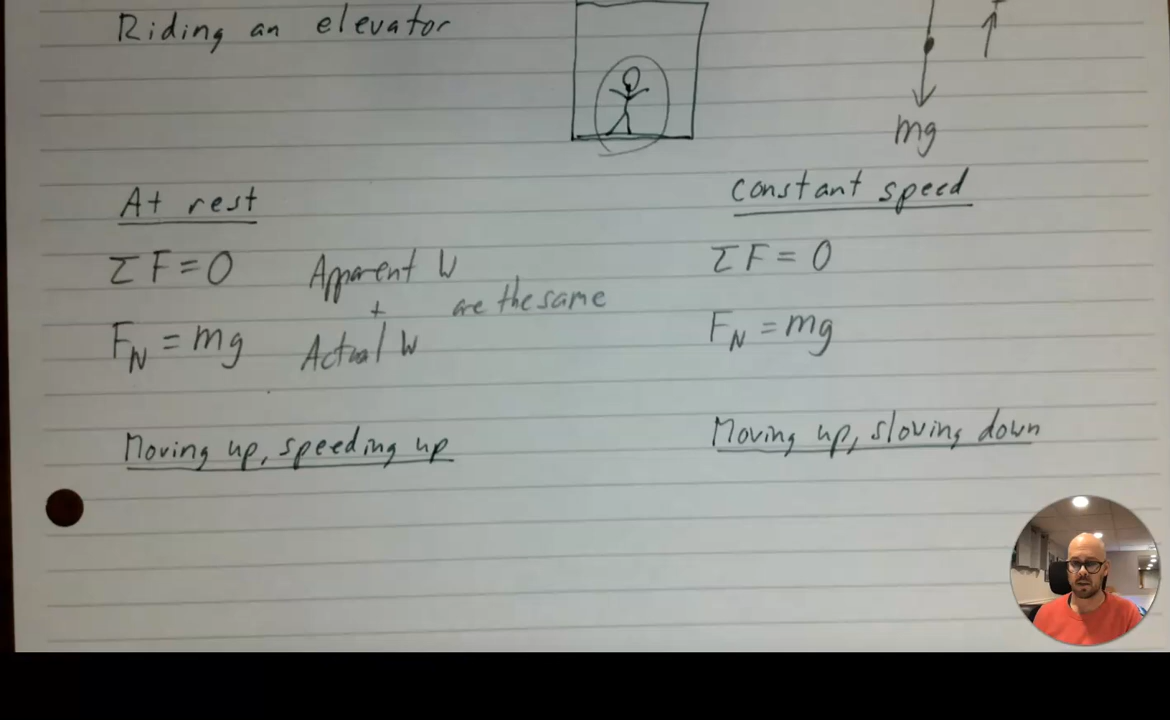 Riding an elevator
mg
At rest
constant speed
ΣF=0
Apparent W
+
Actual W
are the same
F_N = mg
ΣF = 0
F_N = mg
Moving up, speeding up
Moving up, sloving down